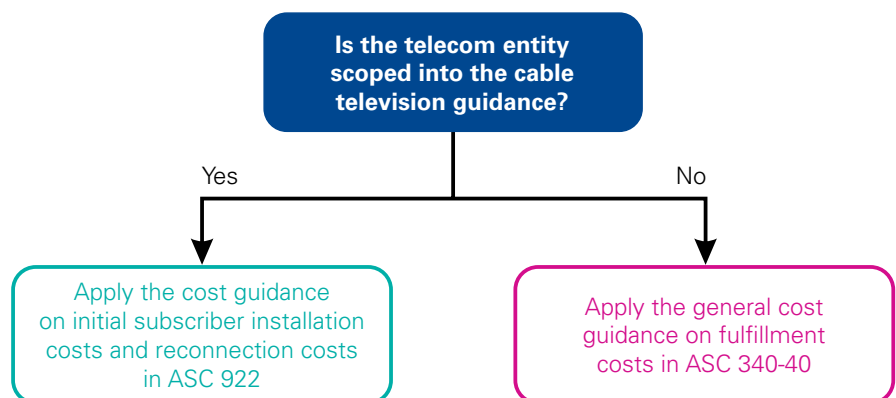 Is the telecom entity
scoped into the cable
television guidance?
Yes
No
Apply the cost guidance
on initial subscriber installation
costs and reconnection costs
in ASC 922
Apply the general cost
guidance on fulfillment
costs in ASC 340-40